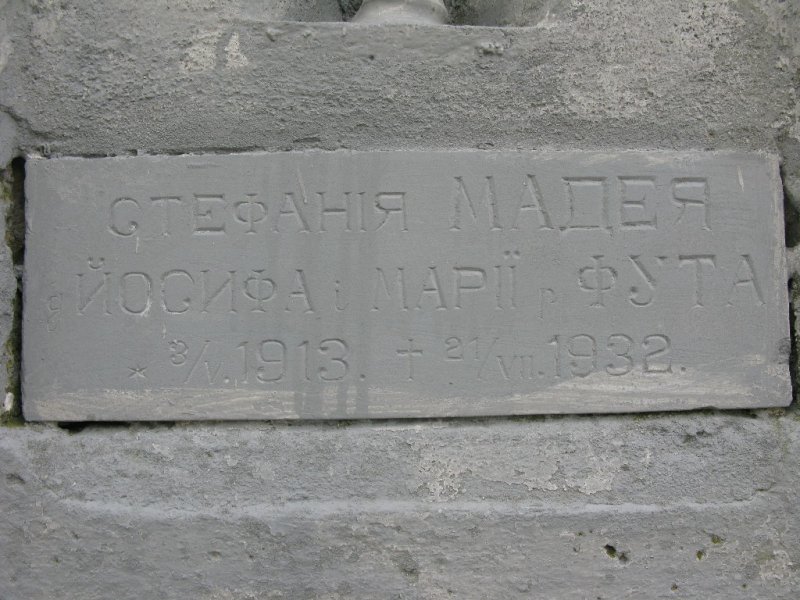 СТЕФАНІЯ МАДЕЯ
д ЙОСИФА і МАРІЇ р ФУТА
* 3/V. 1913. + 21/VII. 1932.